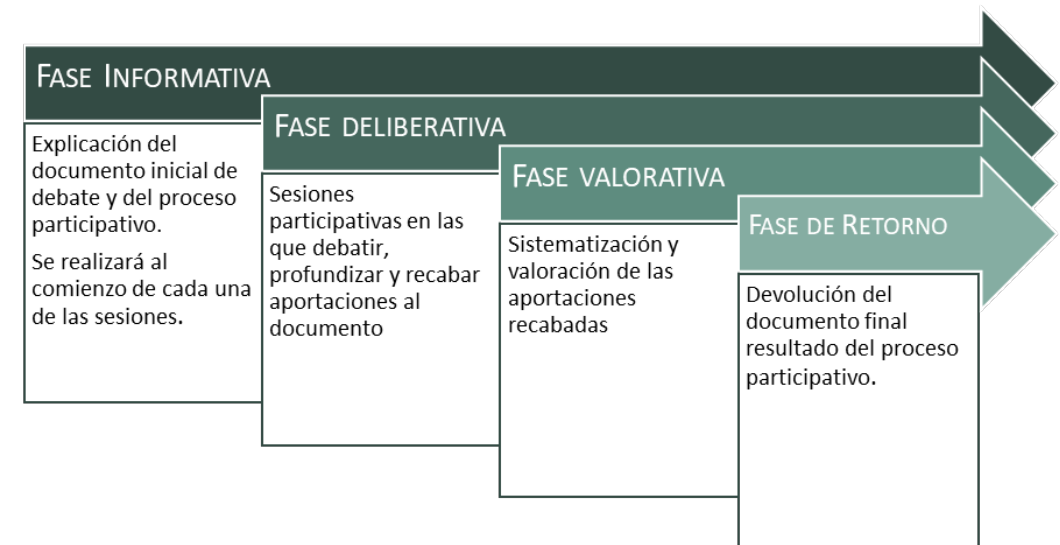 FASE INFORMATIVA
Explicación del
documento inicial de
debate y del proceso
participativo.
Se realizará al
comienzo de cada una
de las sesiones.
FASE DELIBERATIVA
Sesiones
participativas en las
que debatir,
profundizar y recabar
aportaciones al
documento
FASE VALORATIVA
Sistematización y
valoración de las
aportaciones
recabadas
FASE DE RETORNO
Devolución del
documento final
resultado del proceso
participativo.